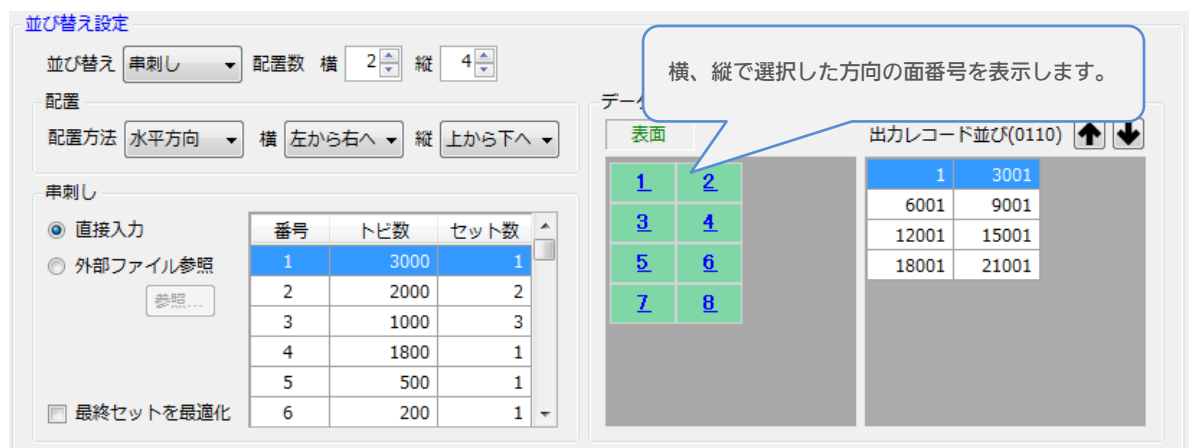 並び替え設定
並び替え 串刺し 配置数 横 2 縦 4
横、縦で選択した方向の面番号を表示します。
配置
配置方法 水平方向 横 左から右へ 縦 上から下へ
表面 出力レコード並び(0110)
1 2
3 4
5 6
7 8
1 3001
6001 9001
12001 15001
18001 21001
串刺し
直接入力
外部ファイル参照
参照...
最終セットを最適化
番号 トビ数 セット数
1 3000 1
2 2000 2
3 1000 3
4 1800 1
5 500 1
6 200 1